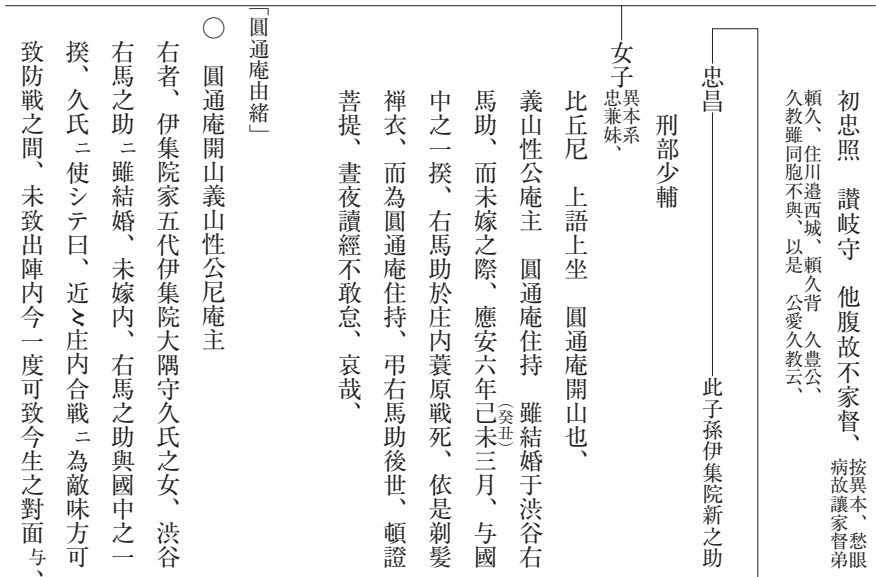 初忠照　讃岐守　他腹故不家督、按異本、愁眼
病故讓家督弟
頼久、住川邉西城、頼久背　久豊公、
久教雖同胞不與、以是　公愛久教云、
忠昌　此子孫伊集院新之助
刑部少輔
女子異本系
忠兼妹、
比丘尼　上語上坐　圓通庵開山也、
義山性公庵主　圓通庵住持　雖結婚于渋谷右
馬助、而未嫁之際、應安六年己未（癸丑）三月、与國
中之一揆、右馬助於庄内蓑原戦死、依是剃髪
禅衣、而為圓通庵住持、弔右馬助後世、頓證
菩提、晝夜讀經不敢怠、哀哉、
「圓通庵由緒」
〇　圓通庵開山義山性公尼庵主
右者、伊集院家五代伊集院大隅守久氏之女、渋谷
右馬之助ニ雖結婚、未嫁内、右馬之助與國中之一
揆、久氏ニ使シテ曰、近〻庄内合戦ニ為敵味方可
致防戦之間、未致出陣内今一度可致今生之對面与、